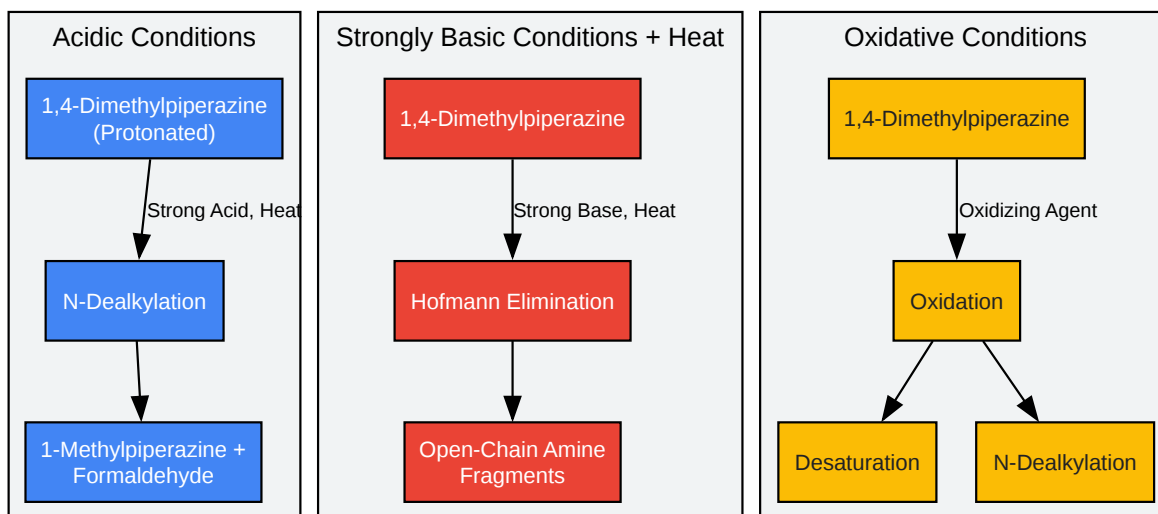 Acidic Conditions
1,4-Dimethylpiperazine
(Protonated)
Strong Acid, Heat
N-Dealkylation
1-Methylpiperazine +
Formaldehyde
Strongly Basic Conditions + Heat
1,4-Dimethylpiperazine
Strong Base, Heat
Hofmann Elimination
Open-Chain Amine
Fragments
Oxidative Conditions
1,4-Dimethylpiperazine
Oxidizing Agent
Oxidation
Desaturation
N-Dealkylation